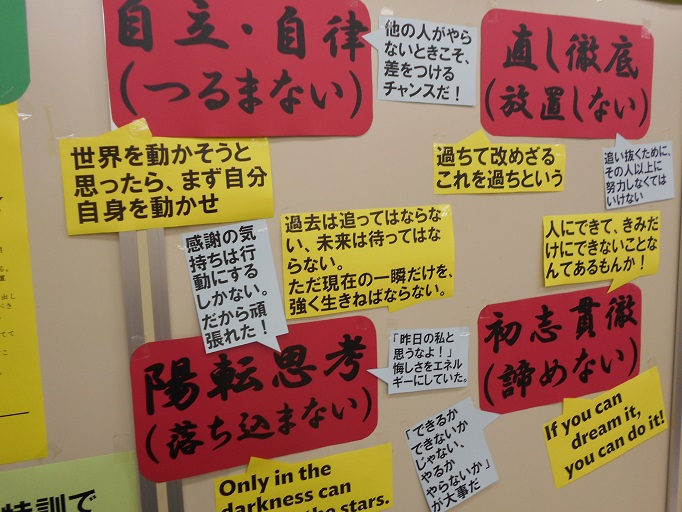 自立・自律
(つるまない)
他の人がやら
ないときこそ、
差をつける
チャンスだ!
直し徹底
(放置しない)
世界を動かそうと
思ったら、まず自分
自身を動かせ
過ちて改めざる
これを過ちという
追い抜くために、
その人以上に
努力しなくては
いけない
感謝の気
持ちは行
動にする
しかない。
だから頑
張れた!
過去は追ってはならな
い、未来は待ってはな
らない。
ただ現在の一瞬だけを、
強く生きねばならない。
人にできて、きみだ
けにできないことな
んてあるもんか!
陽転思考
(落ち込まない)
「昨日の私と
思うなよ!」
悔しさをエネル
ギーにしていた。
初志貫徹
(諦めない)
「できるか
できないか
じゃない、
やるか
やらないか」
が大事だ
If you can
dream it,
you can do it!
Only in the
darkness can
the stars.
特訓で